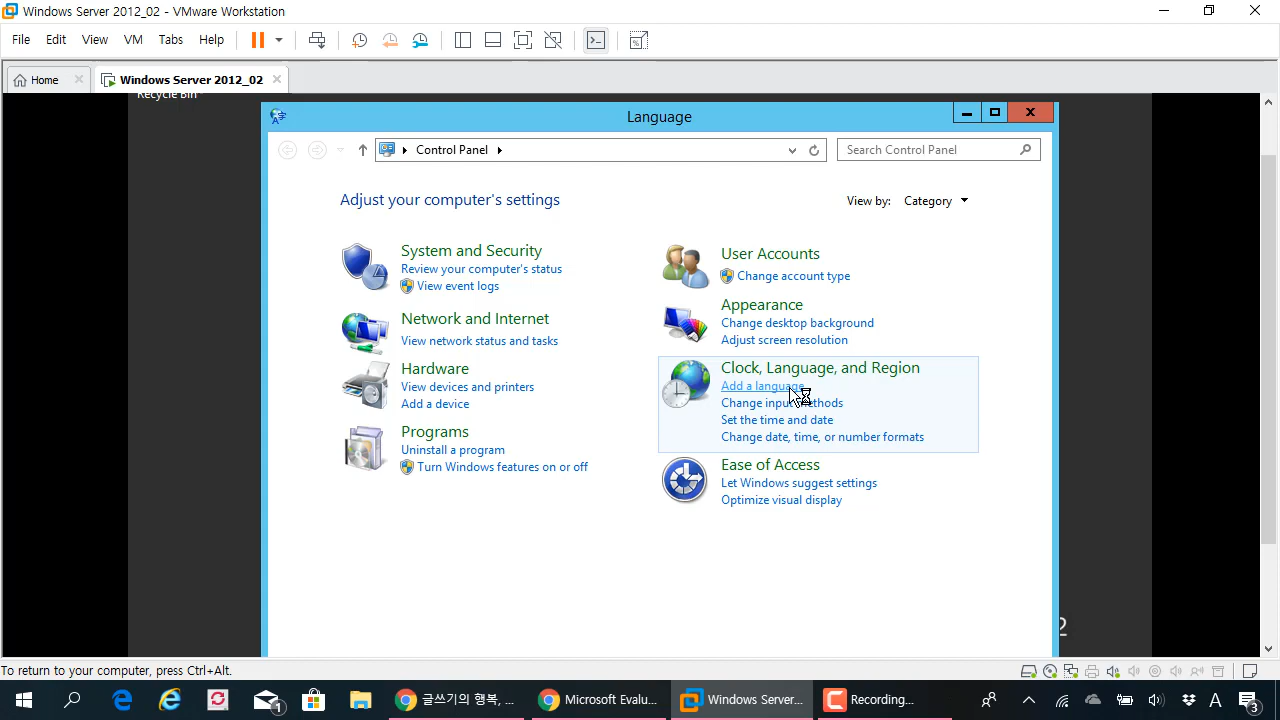 Windows Server 2012_02 - VMware Workstation
File Edit View VM Tabs Help
Home Windows Server 2012_02
Recycle Bin
Language
Control Panel
Search Control Panel
Adjust your computer's settings
View by: Category
System and Security
Review your computer's status
View event logs
Network and Internet
View network status and tasks
Hardware
View devices and printers
Add a device
Programs
Uninstall a program
Turn Windows features on or off
User Accounts
Change account type
Appearance
Change desktop background
Adjust screen resolution
Clock, Language, and Region
Add a language
Change input methods
Set the time and date
Change date, time, or number formats
Ease of Access
Let Windows suggest settings
Optimize visual display
2
To return to your computer, press Ctrl+Alt.
1 글쓰기의 행복, ... Microsoft Evalu... Windows Server... Recording... A 3